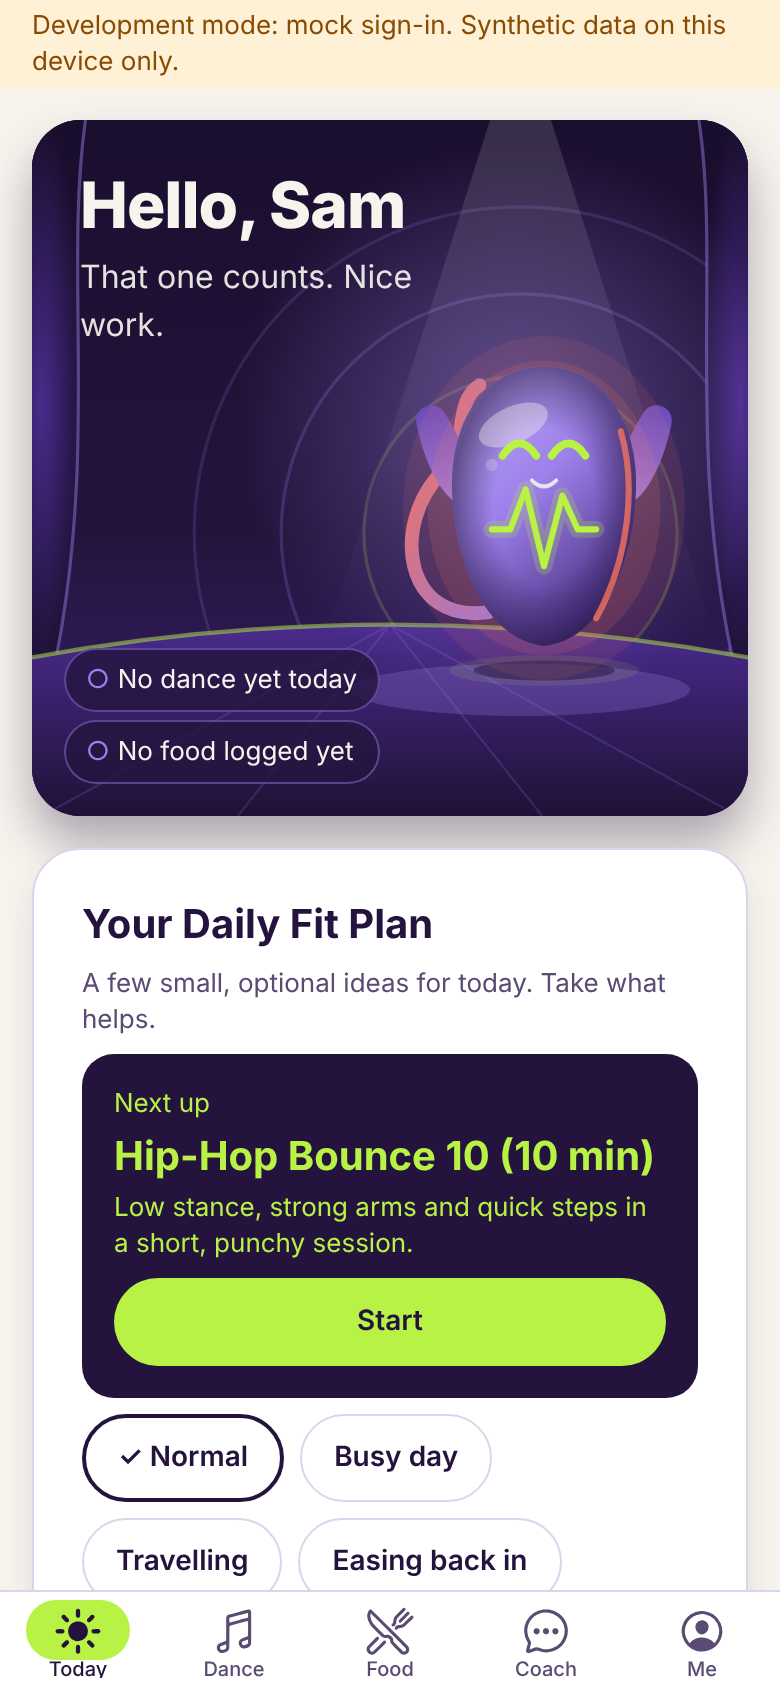 Development mode: mock sign-in. Synthetic data on this
device only.
Hello, Sam
That one counts. Nice
work.
No dance yet today
No food logged yet
Your Daily Fit Plan
A few small, optional ideas for today. Take what
helps.
Next up
Hip-Hop Bounce 10 (10 min)
Low stance, strong arms and quick steps in
a short, punchy session.
Start
✓ Normal
Busy day
Travelling
Easing back in
Today
Dance
Food
Coach
Me